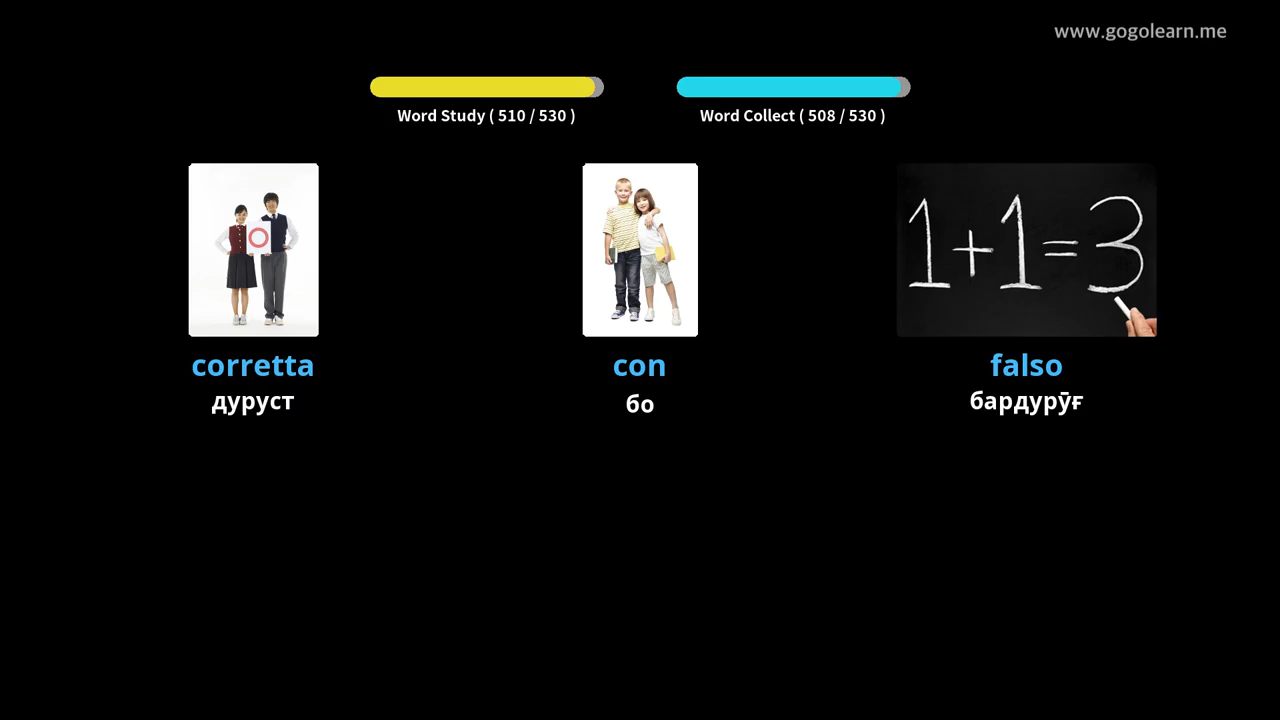 www.gogolearn.me
Word Study ( 510 / 530 )
Word Collect ( 508 / 530 )
1+1=3
corretta
con
falso
дуруст
бо
бардурӯғ